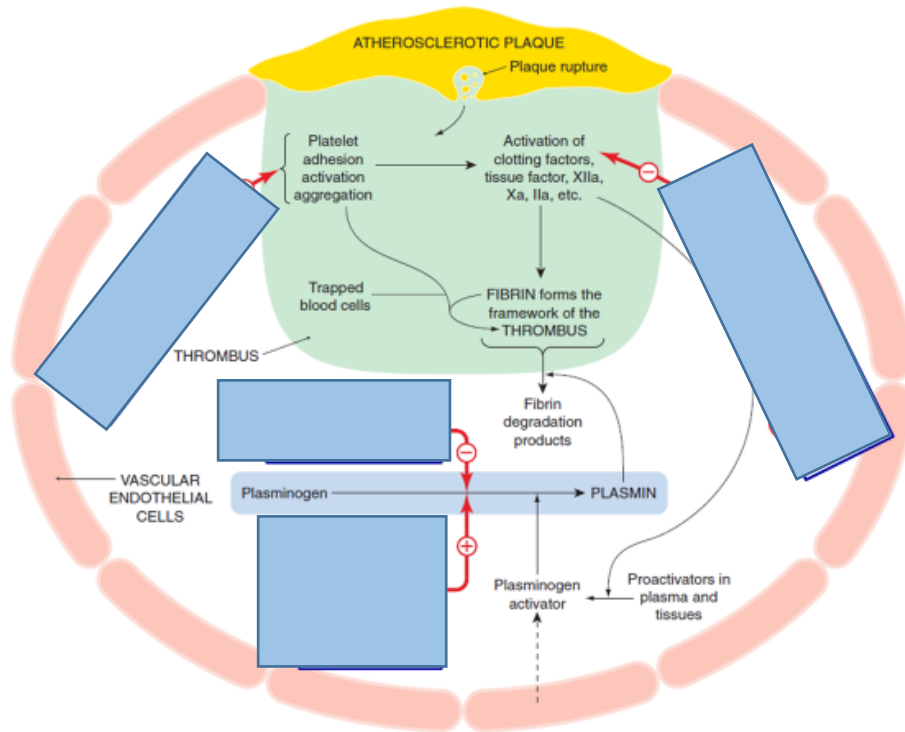 ATHEROSCLEROTIC PLAQUE
Plaque rupture
Platelet
adhesion
activation
aggregation
Activation of
clotting factors,
tissue factor, XIIa,
Xa, IIa, etc.
Trapped
blood cells
FIBRIN forms the
framework of the
THROMBUS
THROMBUS
Fibrin
degradation
products
VASCULAR
ENDOTHELIAL
CELLS
Plasminogen
PLASMIN
Plasminogen
activator
Proactivators in
plasma and
tissues